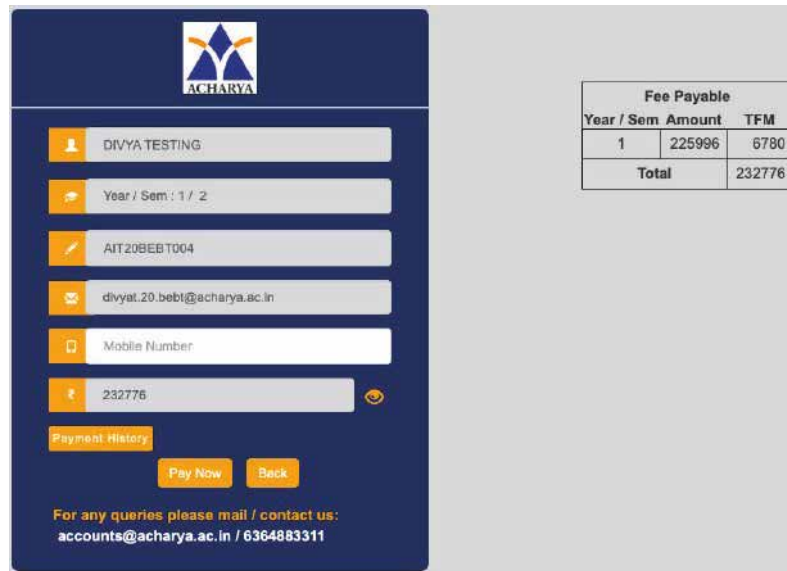 ACHARYA
DIVYA TESTING
Year / Sem : 1 / 2
AIT20BEBT004
divyat.20.bebt@acharya.ac.in
Mobile Number
₹ 232776
Payment History
Pay Now Back
For any queries please mail / contact us:
accounts@acharya.ac.in / 6364883311
Fee Payable
Year / Sem Amount TFM
1 225996 6780
Total 232776